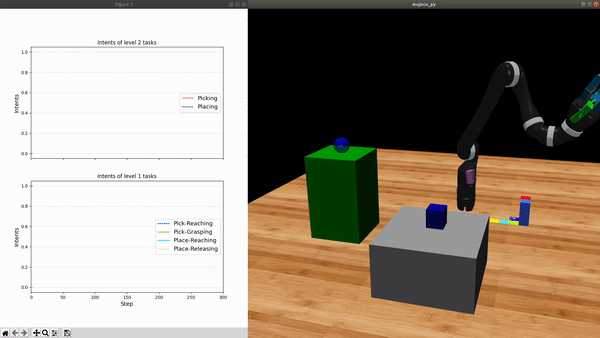 Figure 1
mujoco_py
Intents of level 2 tasks
1.0
0.8
0.6
0.4
0.2
0.0
Intents
Picking
Placing
Intents of level 1 tasks
1.0
0.8
0.6
0.4
0.2
0.0
Intents
Pick-Reaching
Pick-Grasping
Place-Reaching
Place-Releasing
0 50 100 150 200 250 300
Step